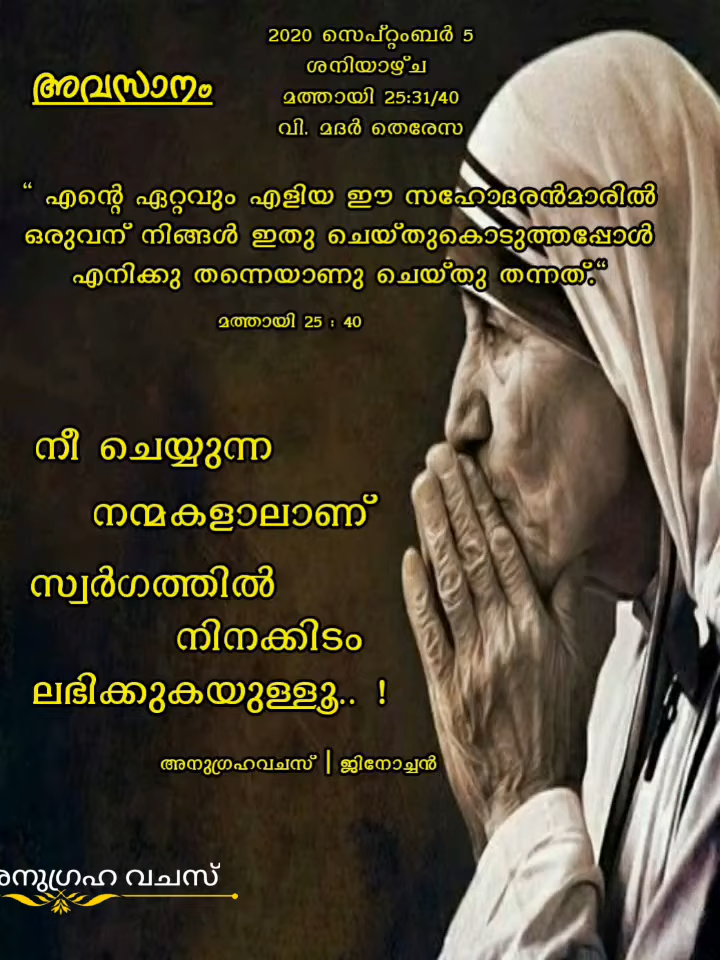 2020 സെപ്റ്റംബർ 5
ശനിയാഴ്ച
മത്തായി 25:31/40
വി. മദർ തെരേസ
അവസാനം
“ എന്റെ ഏറ്റവും എളിയ ഈ സഹോദരൻമാരിൽ
ഒരുവന് നിങ്ങൾ ഇതു ചെയ്തുകൊടുത്തപ്പോൾ
എനിക്കു തന്നെയാണു ചെയ്തു തന്നത്.“
മത്തായി 25 : 40
നീ ചെയ്യുന്ന
നന്മകളാലാണ്
സ്വർഗത്തിൽ
നിനക്കിടം
ലഭിക്കുകയുള്ളൂ.. !
അനുഗ്രഹവചസ് | ജിനോച്ചൻ
അനുഗ്രഹ വചസ്